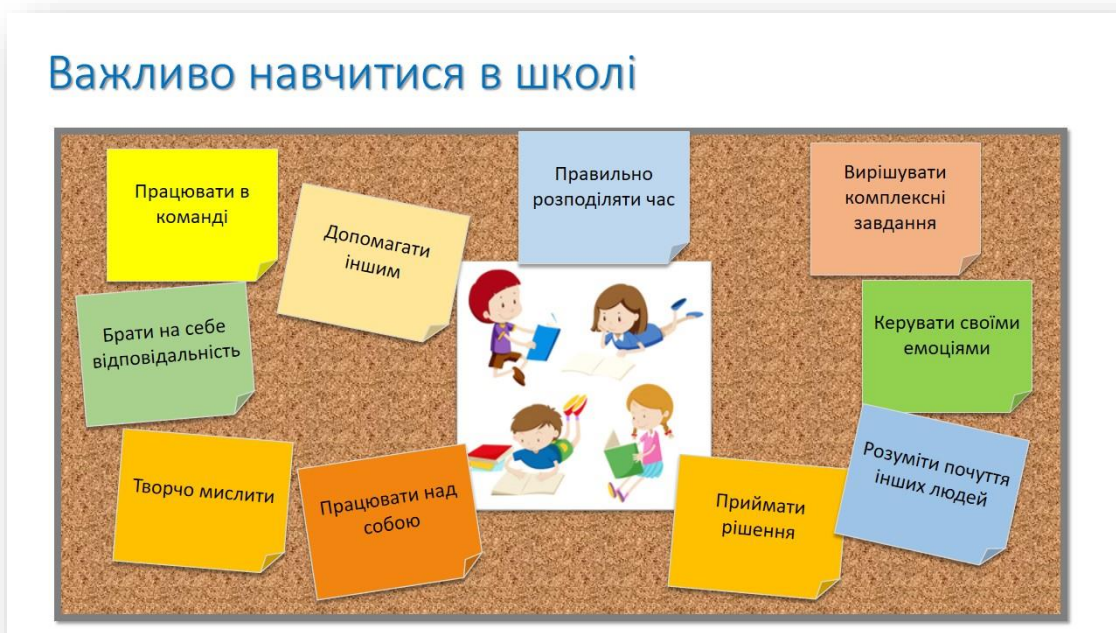 Важливо навчитися в школі
Працювати в
команді
Допомагати
іншим
Правильно
розподіляти час
Вирішувати
комплексні
завдання
Брати на себе
відповідальність
Керувати своїми
емоціями
Творчо мислити
Працювати над
собою
Приймати
рішення
Розуміти почуття
інших людей